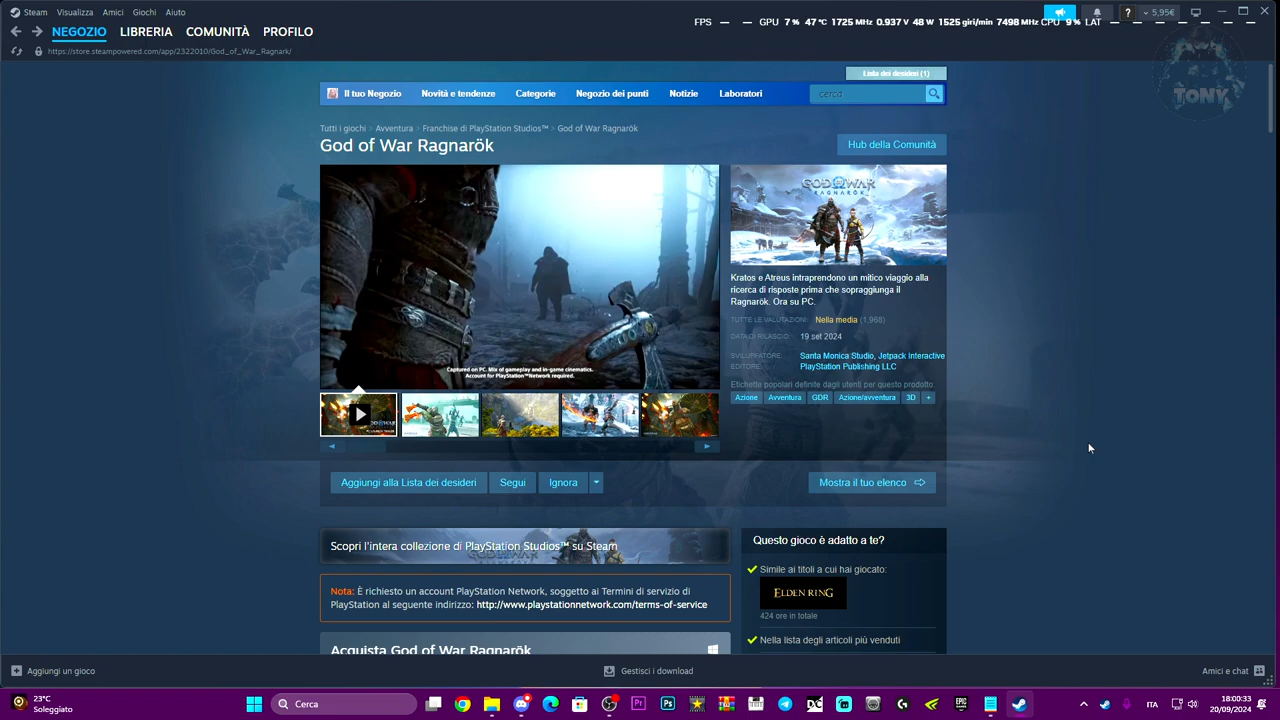 Steam Visualizza Amici Giochi Aiuto
5,95€
FPS — — GPU 7 % 47 °C 1725 MHz 0.937 V 48 W 1525 giri/min 7498 MHz CPU 9 % LAT — — — — — —
NEGOZIO LIBRERIA COMUNITÀ PROFILO
https://store.steampowered.com/app/2322010/God_of_War_Ragnark/
TONY
Lista dei desideri (1)
Il tuo Negozio Novità e tendenze Categorie Negozio dei punti Notizie Laboratori cerca
Tutti i giochi > Avventura > Franchise di PlayStation Studios™ > God of War Ragnarök
God of War Ragnarök
Hub della Comunità
GOD OF WAR
RAGNARÖK
Captured on PC. Mix of gameplay and in-game cinematics.
Account for PlayStation™Network required.
Kratos e Atreus intraprendono un mitico viaggio alla
ricerca di risposte prima che sopraggiunga il
Ragnarök. Ora su PC.
TUTTE LE VALUTAZIONI: Nella media (1,968)
DATA DI RILASCIO: 19 set 2024
SVILUPPATORE: Santa Monica Studio, Jetpack Interactive
EDITORE: PlayStation Publishing LLC
Etichette popolari definite dagli utenti per questo prodotto
Azione Avventura GDR Azione/avventura 3D +
Aggiungi alla Lista dei desideri Segui Ignora Mostra il tuo elenco
Scopri l'intera collezione di PlayStation Studios™ su Steam
Nota: È richiesto un account PlayStation Network, soggetto ai Termini di servizio di
PlayStation al seguente indirizzo: http://www.playstationnetwork.com/terms-of-service
Acquista God of War Ragnarök
Questo gioco è adatto a te?
Simile ai titoli a cui hai giocato:
ELDEN RING
424 ore in totale
Nella lista degli articoli più venduti
Aggiungi un gioco Gestisci i download Amici e chat
23°C
Soleggiato
Cerca
ITA
18:00:33
20/09/2024